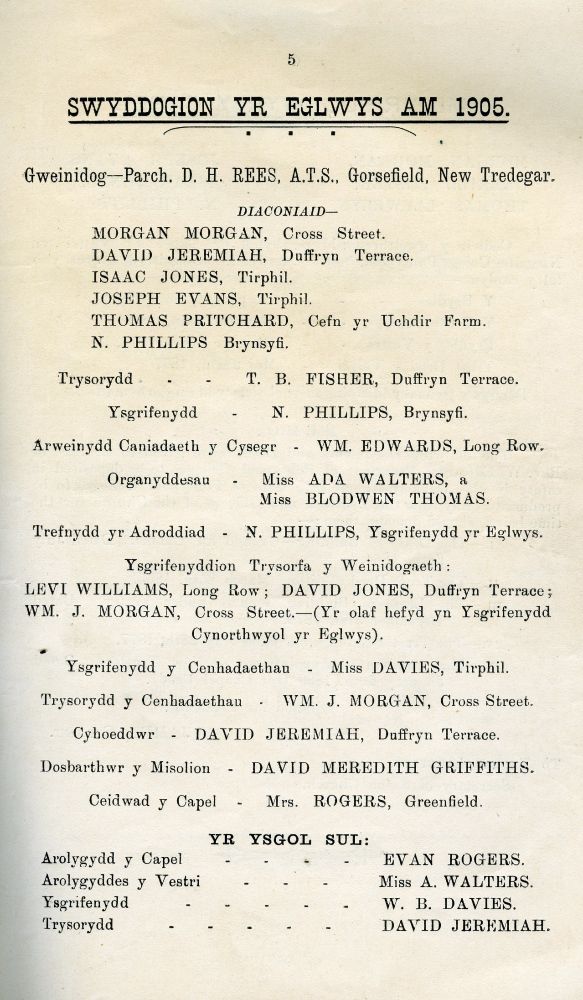 5
SWYDDOGION YR EGLWYS AM 1905.
Gweinidog—Parch. D. H. REES, A.T.S., Gorsefield, New Tredegar.
DIACONIAID—
MORGAN MORGAN, Cross Street.
DAVID JEREMIAH, Duffryn Terrace.
ISAAC JONES, Tirphil.
JOSEPH EVANS, Tirphil.
THOMAS PRITCHARD, Cefn yr Uchdir Farm.
N. PHILLIPS Brynsyfi.
Trysorydd - - T. B. FISHER, Duffryn Terrace.
Ysgrifenydd - N. PHILLIPS, Brynsyfi.
Arweinydd Caniadaeth y Cysegr - WM. EDWARDS, Long Row.
Organyddesau - Miss ADA WALTERS, a
Miss BLODWEN THOMAS.
Trefnydd yr Adroddiad - N. PHILLIPS, Ysgrifenydd yr Eglwys.
Ysgrifenyddion Trysorfa y Weinidogaeth :
LEVI WILLIAMS, Long Row ; DAVID JONES, Duffryn Terrace ;
WM. J. MORGAN, Cross Street.—(Yr olaf hefyd yn Ysgrifenydd
Cynorthwyol yr Eglwys).
Ysgrifenydd y Cenhadaethau - Miss DAVIES, Tirphil.
Trysorydd y Cenhadaethau - WM. J. MORGAN, Cross Street.
Cyhoeddwr - DAVID JEREMIAH, Duffryn Terrace.
Dosbarthwr y Misolion - DAVID MEREDITH GRIFFITHS.
Ceidwad y Capel - Mrs. ROGERS, Greenfield.
YR YSGOL SUL:
Arolygydd y Capel - - - - EVAN ROGERS.
Arolygyddes y Vestri - - - Miss A. WALTERS.
Ysgrifenydd - - - - - W. B. DAVIES.
Trysorydd - - - - - DAVID JEREMIAH.